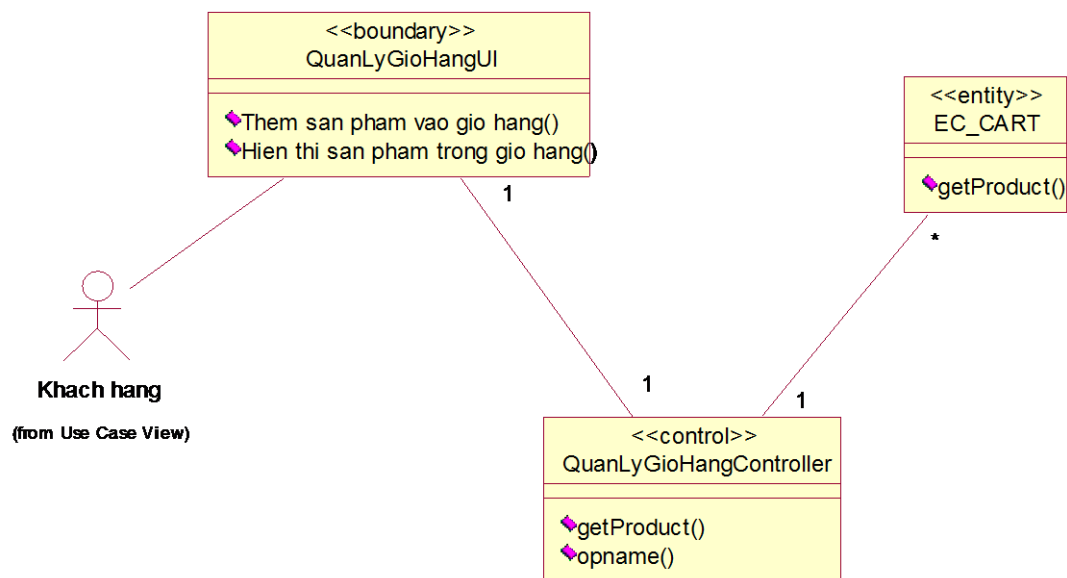 <<boundary>>
QuanLyGioHangUI
Them san pham vao gio hang()
Hien thi san pham trong gio hang()
1
<<entity>>
EC_CART
getProduct()
*
Khach hang
(from Use Case View)
1
1
<<control>>
QuanLyGioHangController
getProduct()
opname()